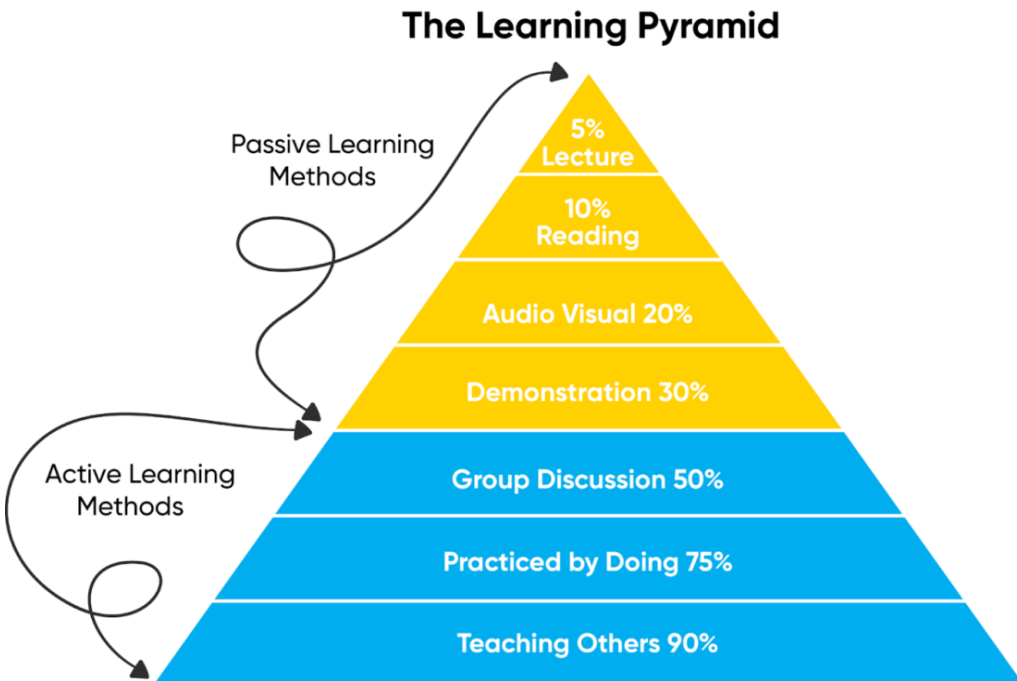 The Learning Pyramid
Passive Learning
Methods
5%
Lecture
10%
Reading
Audio Visual 20%
Demonstration 30%
Active Learning
Methods
Group Discussion 50%
Practiced by Doing 75%
Teaching Others 90%